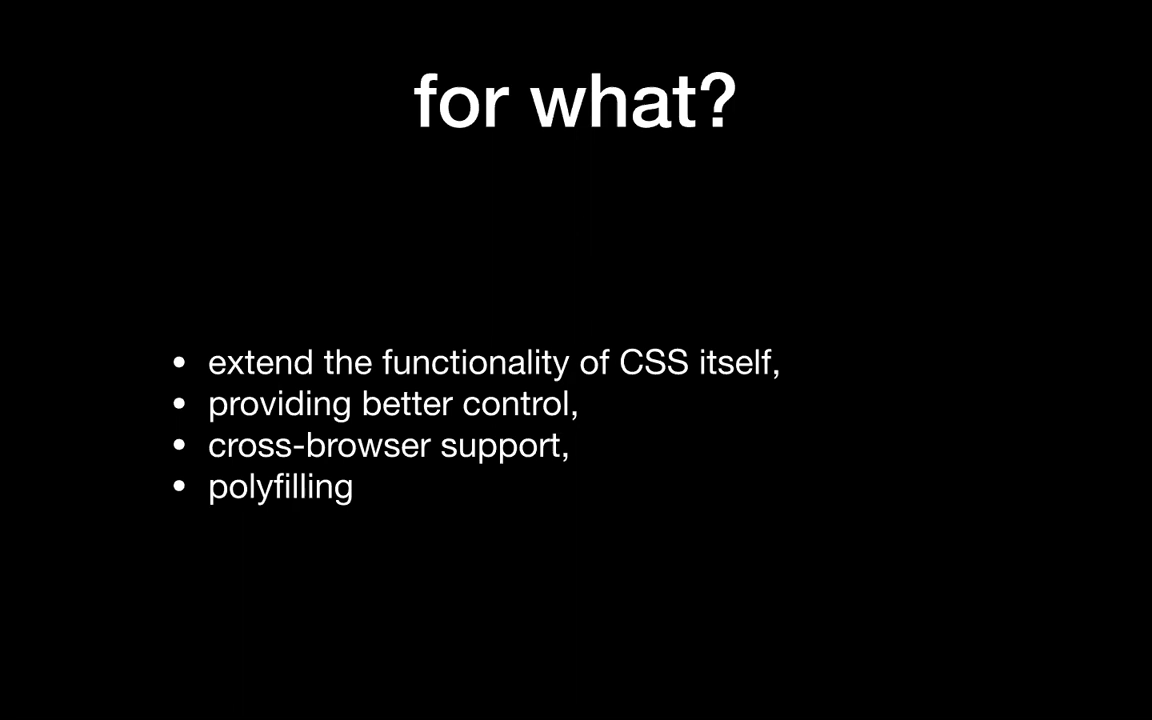 for what?
• extend the functionality of CSS itself,
• providing better control,
• cross-browser support,
• polyfilling